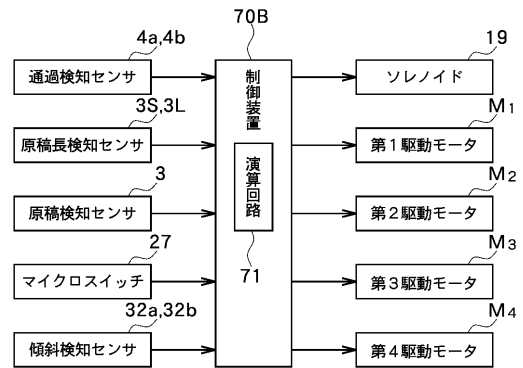 70B
4a,4b
通過検知センサ
3S,3L
原稿長検知センサ
3
原稿検知センサ
27
マイクロスイッチ
32a,32b
傾斜検知センサ
制御装置
演算回路
71
19
ソレノイド
M1
第1駆動モータ
M2
第2駆動モータ
M3
第3駆動モータ
M4
第4駆動モータ